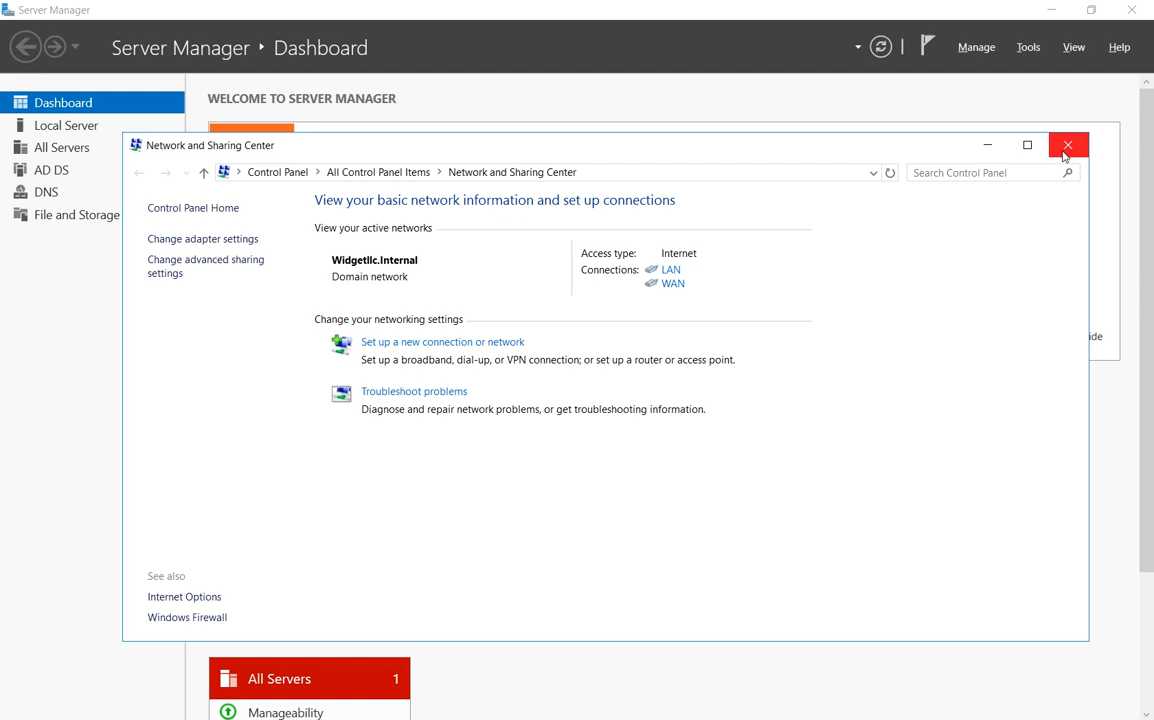 Server Manager
Server Manager ‣ Dashboard
Manage Tools View Help
Dashboard
Local Server
All Servers
AD DS
DNS
File and Storage
WELCOME TO SERVER MANAGER
Network and Sharing Center
Control Panel > All Control Panel Items > Network and Sharing Center
Search Control Panel
Control Panel Home
Change adapter settings
Change advanced sharing
settings
View your basic network information and set up connections
View your active networks
Widgetllc.Internal
Domain network
Access type: Internet
Connections: LAN
WAN
Change your networking settings
Set up a new connection or network
Set up a broadband, dial-up, or VPN connection; or set up a router or access point.
Troubleshoot problems
Diagnose and repair network problems, or get troubleshooting information.
See also
Internet Options
Windows Firewall
ide
All Servers 1
Manageability